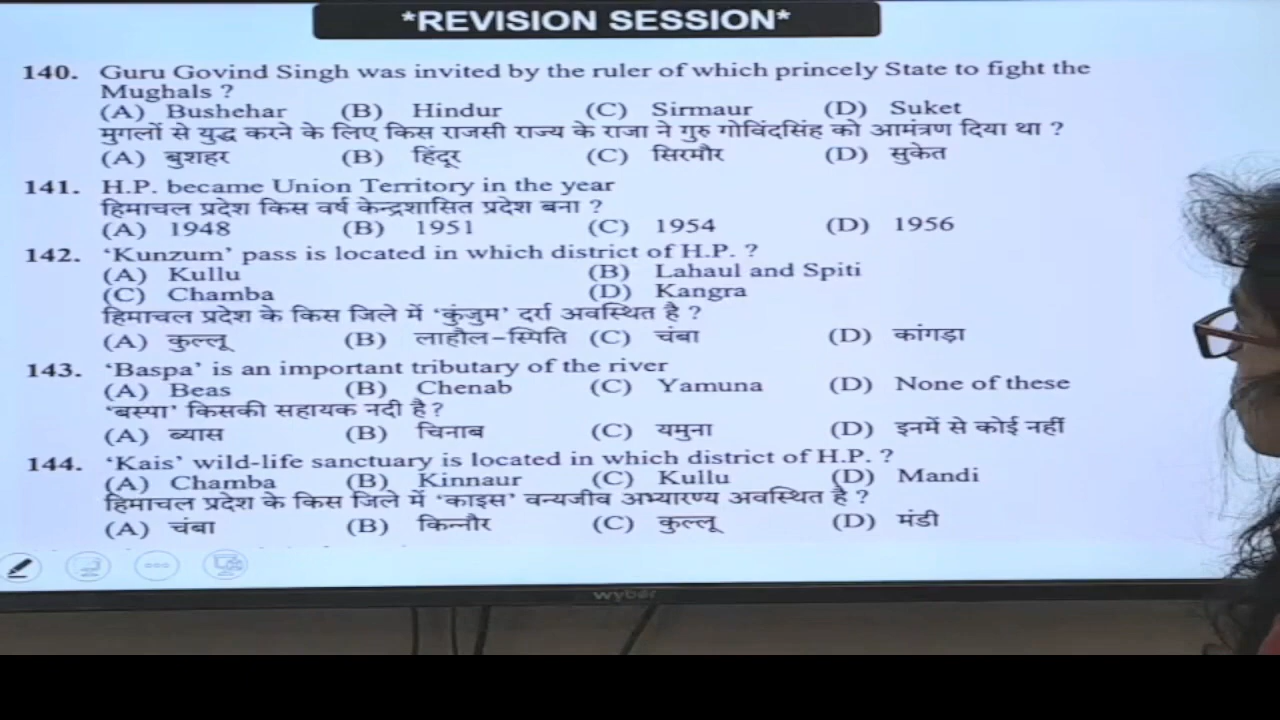 *REVISION SESSION*
140. Guru Govind Singh was invited by the ruler of which princely State to fight the
Mughals ?
(A) Bushehar (B) Hindur (C) Sirmaur (D) Suket
मुगलों से युद्ध करने के लिए किस राजसी राज्य के राजा ने गुरु गोविंदसिंह को आमंत्रण दिया था ?
(A) बुशहर (B) हिंदूर (C) सिरमौर (D) सुकेत
141. H.P. became Union Territory in the year
हिमाचल प्रदेश किस वर्ष केन्द्रशासित प्रदेश बना ?
(A) 1948 (B) 1951 (C) 1954 (D) 1956
142. ‘Kunzum’ pass is located in which district of H.P. ?
(A) Kullu (B) Lahaul and Spiti
(C) Chamba (D) Kangra
हिमाचल प्रदेश के किस जिले में ‘कुंजुम’ दर्रा अवस्थित है ?
(A) कुल्लू (B) लाहौल-स्पिति (C) चंबा (D) कांगड़ा
143. ‘Baspa’ is an important tributary of the river
(A) Beas (B) Chenab (C) Yamuna (D) None of these
‘बस्पा’ किसकी सहायक नदी है ?
(A) ब्यास (B) चिनाब (C) यमुना (D) इनमें से कोई नहीं
144. ‘Kais’ wild-life sanctuary is located in which district of H.P. ?
(A) Chamba (B) Kinnaur (C) Kullu (D) Mandi
हिमाचल प्रदेश के किस जिले में ‘काइस’ वन्यजीव अभ्यारण्य अवस्थित है ?
(A) चंबा (B) किन्नौर (C) कुल्लू (D) मंडी